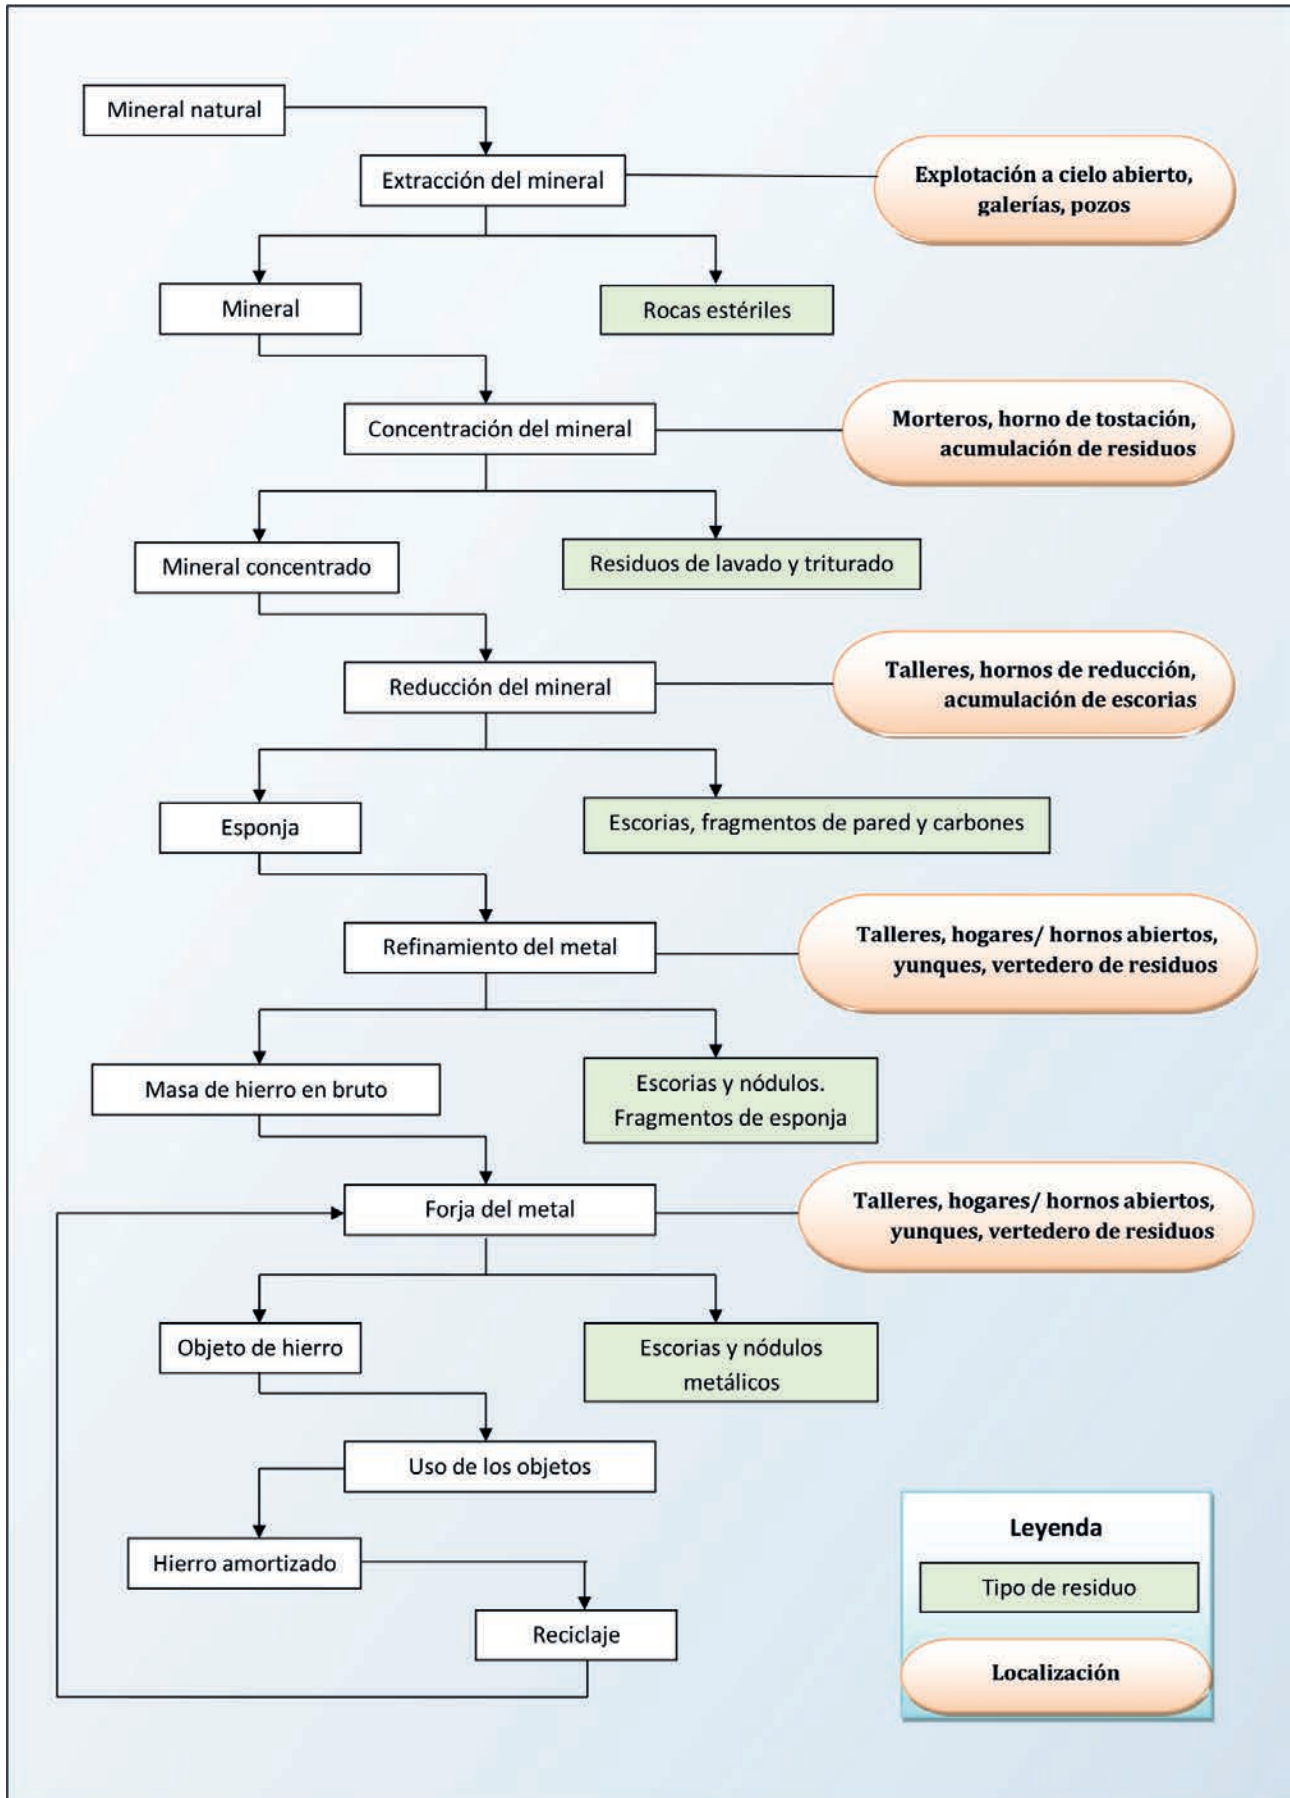 Mineral natural
Extracción del mineral
Explotación a cielo abierto,
galerías, pozos
Mineral
Rocas estériles
Concentración del mineral
Morteros, horno de tostación,
acumulación de residuos
Mineral concentrado
Residuos de lavado y triturado
Reducción del mineral
Talleres, hornos de reducción,
acumulación de escorias
Esponja
Escorias, fragmentos de pared y carbones
Refinamiento del metal
Talleres, hogares/ hornos abiertos,
yunques, vertedero de residuos
Masa de hierro en bruto
Escorias y nódulos.
Fragmentos de esponja
Forja del metal
Talleres, hogares/ hornos abiertos,
yunques, vertedero de residuos
Objeto de hierro
Escorias y nódulos
metálicos
Uso de los objetos
Hierro amortizado
Reciclaje
Leyenda
Tipo de residuo
Localización